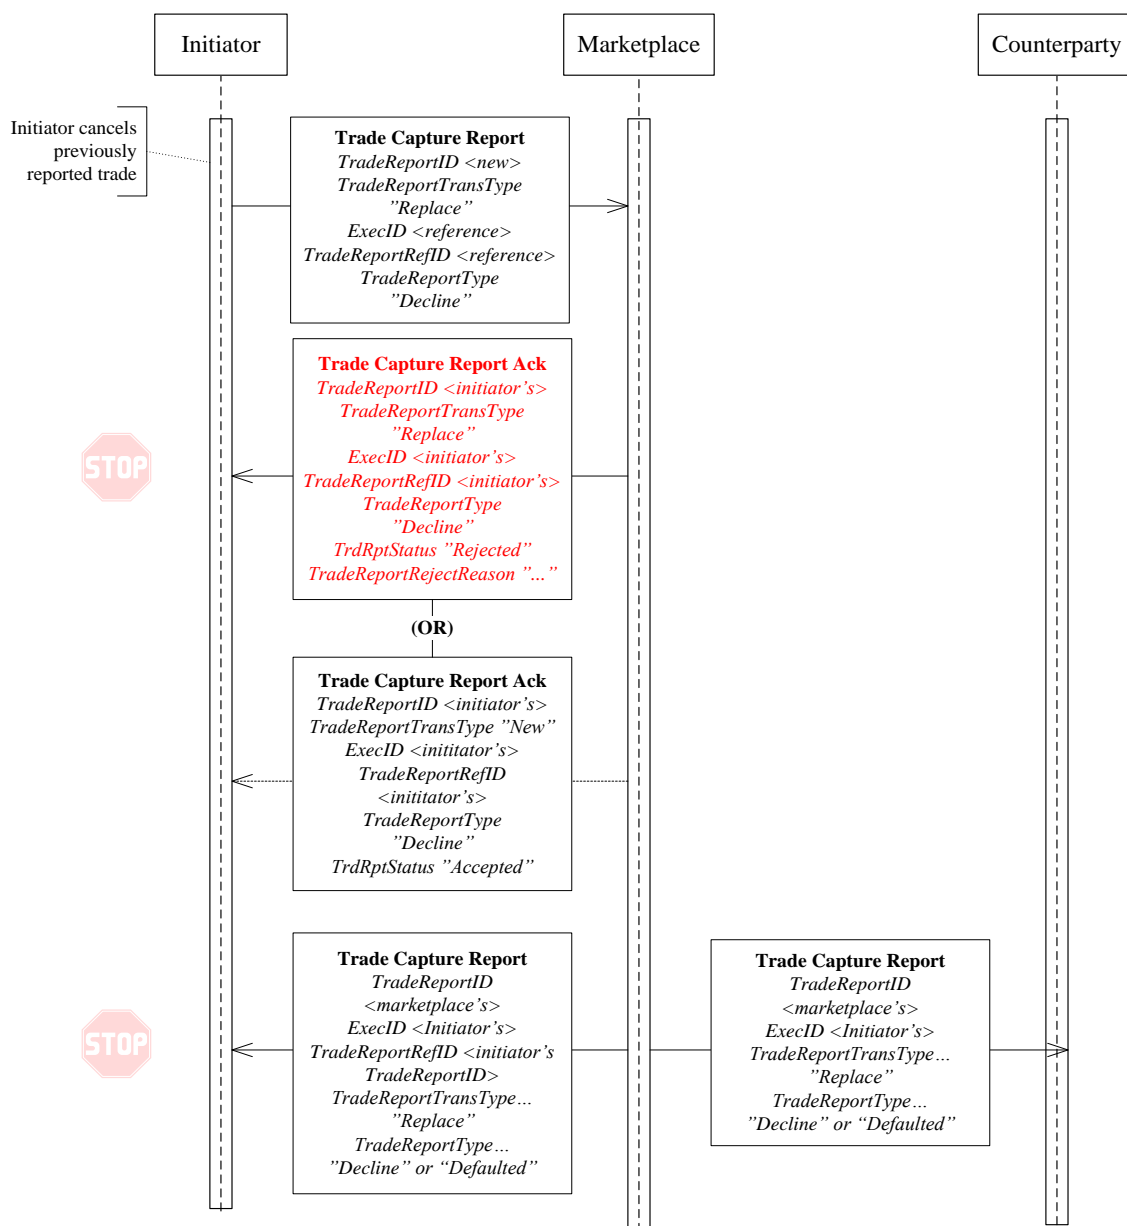 Initiator
Marketplace
Counterparty
Initiator cancels
previously
reported trade
Trade Capture Report
TradeReportID <new>
TradeReportTransType
”Replace”
ExecID <reference>
TradeReportRefID <reference>
TradeReportType
”Decline”
Trade Capture Report Ack
TradeReportID <initiator’s>
TradeReportTransType
”Replace”
ExecID <initiator’s>
TradeReportRefID <initiator’s>
TradeReportType
”Decline”
TrdRptStatus ”Rejected”
TradeReportRejectReason ”...”
STOP
(OR)
Trade Capture Report Ack
TradeReportID <initiator’s>
TradeReportTransType ”New”
ExecID <inititator’s>
TradeReportRefID
<inititator’s>
TradeReportType
”Decline”
TrdRptStatus ”Accepted”
Trade Capture Report
TradeReportID
<marketplace’s>
ExecID <Initiator’s>
TradeReportRefID <initiator’s
TradeReportID>
TradeReportTransType…
”Replace”
TradeReportType…
”Decline” or “Defaulted”
STOP
Trade Capture Report
TradeReportID
<marketplace’s>
ExecID <Initiator’s>
TradeReportTransType…
”Replace”
TradeReportType…
”Decline” or “Defaulted”